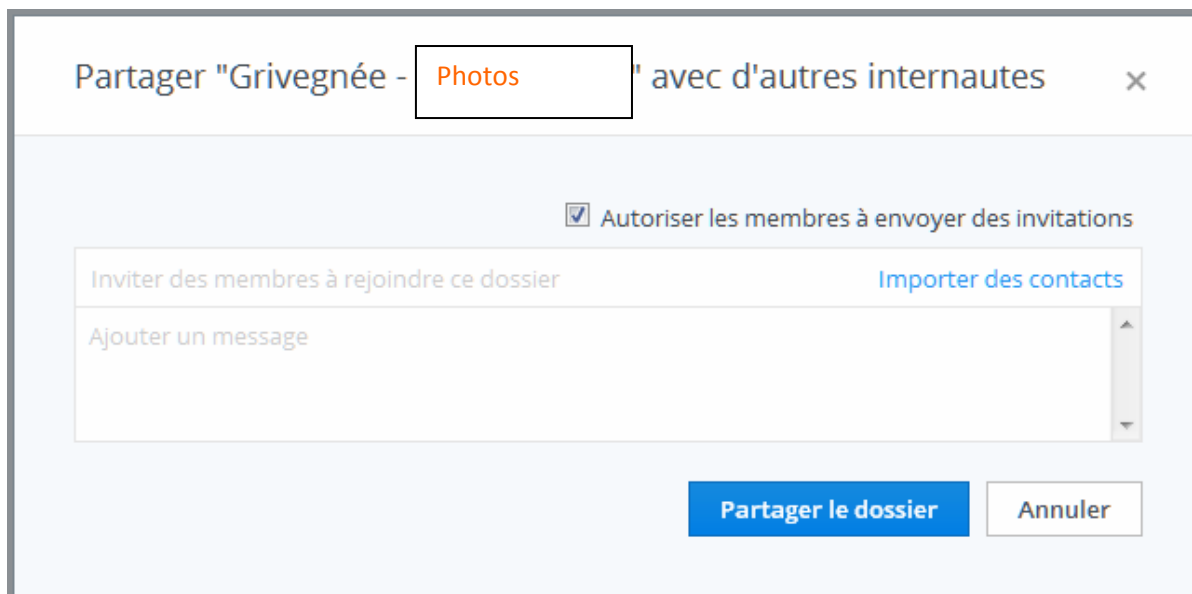 Partager "Grivegnée - Photos " avec d'autres internautes ×
Autoriser les membres à envoyer des invitations
Inviter des membres à rejoindre ce dossier Importer des contacts
Ajouter un message
Partager le dossier Annuler